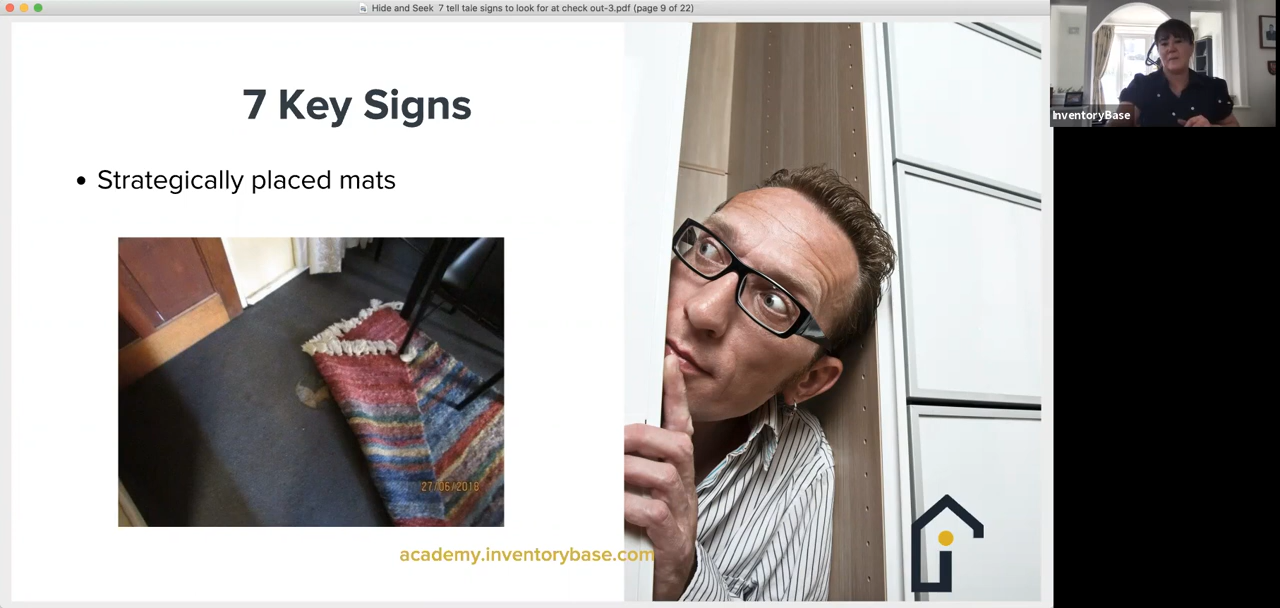 Hide and Seek 7 tell tale signs to look for at check out-3.pdf (page 9 of 22)
7 Key Signs
• Strategically placed mats
27/06/2018
academy.inventorybase.com
InventoryBase